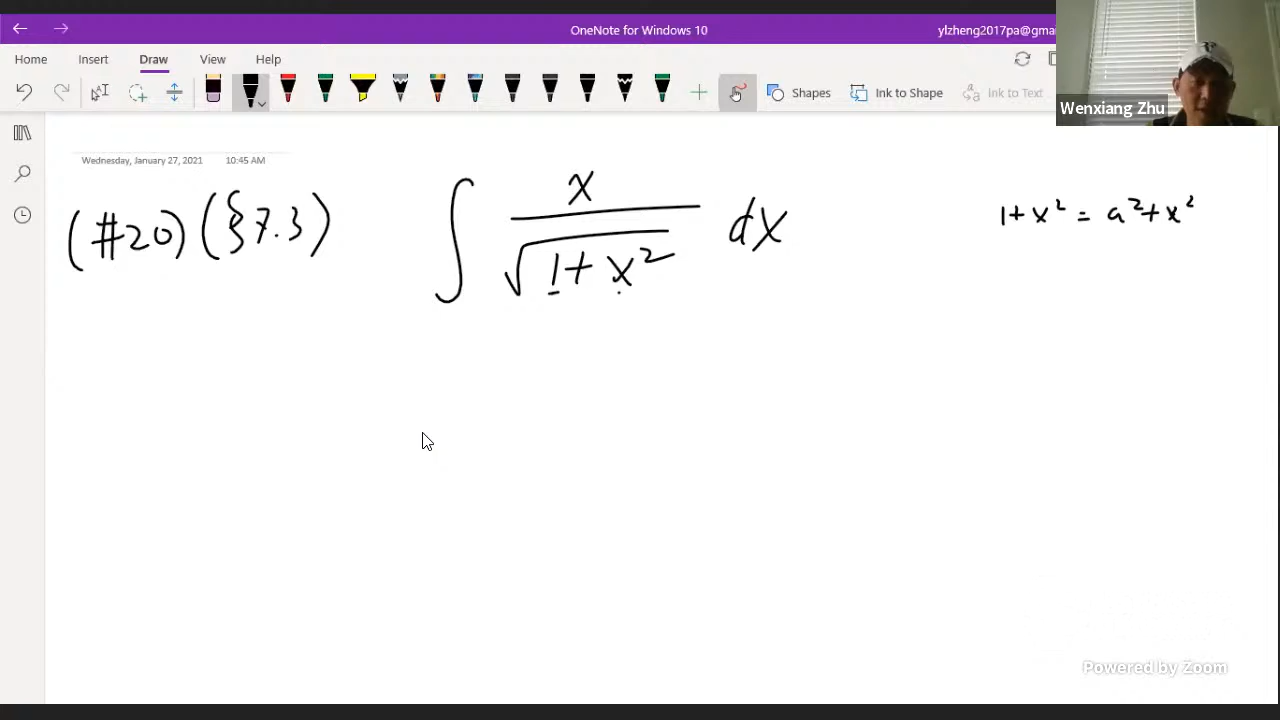 OneNote for Windows 10
ylzheng2017pa@gma
Home Insert Draw View Help
Shapes Ink to Shape Ink to Text
Wenxiang Zhu
Wednesday, January 27, 2021 10:45 AM
(#20) (§7.3) ∫ x / √(1+x²) dx
1+x² = a²+x²
Powered by Zoom